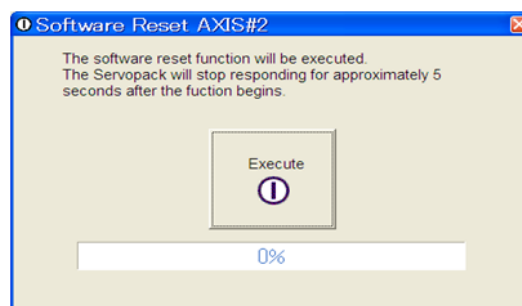 Software Reset AXIS#2
The software reset function will be executed.
The Servopack will stop responding for approximately 5
seconds after the fuction begins.
Execute
0%